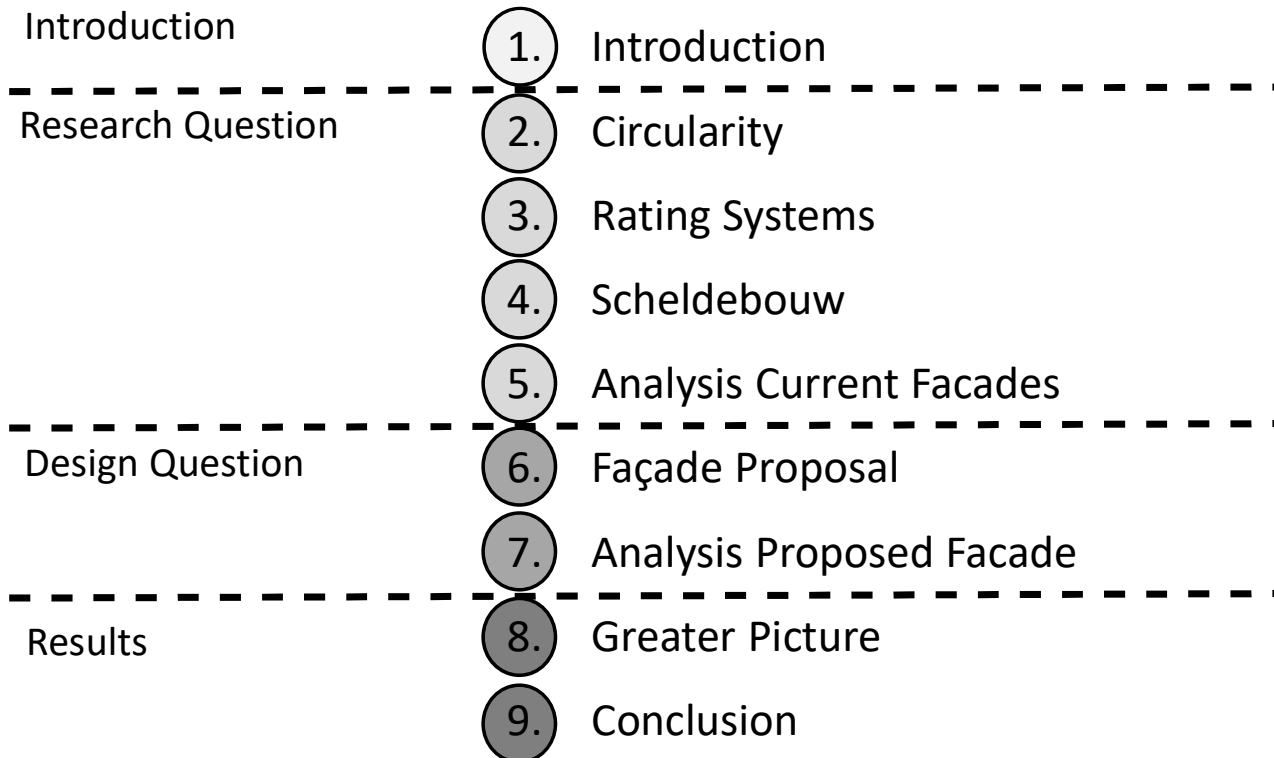 Introduction
1. Introduction
Research Question
2. Circularity
3. Rating Systems
4. Scheldebouw
5. Analysis Current Facades
Design Question
6. Façade Proposal
7. Analysis Proposed Facade
Results
8. Greater Picture
9. Conclusion